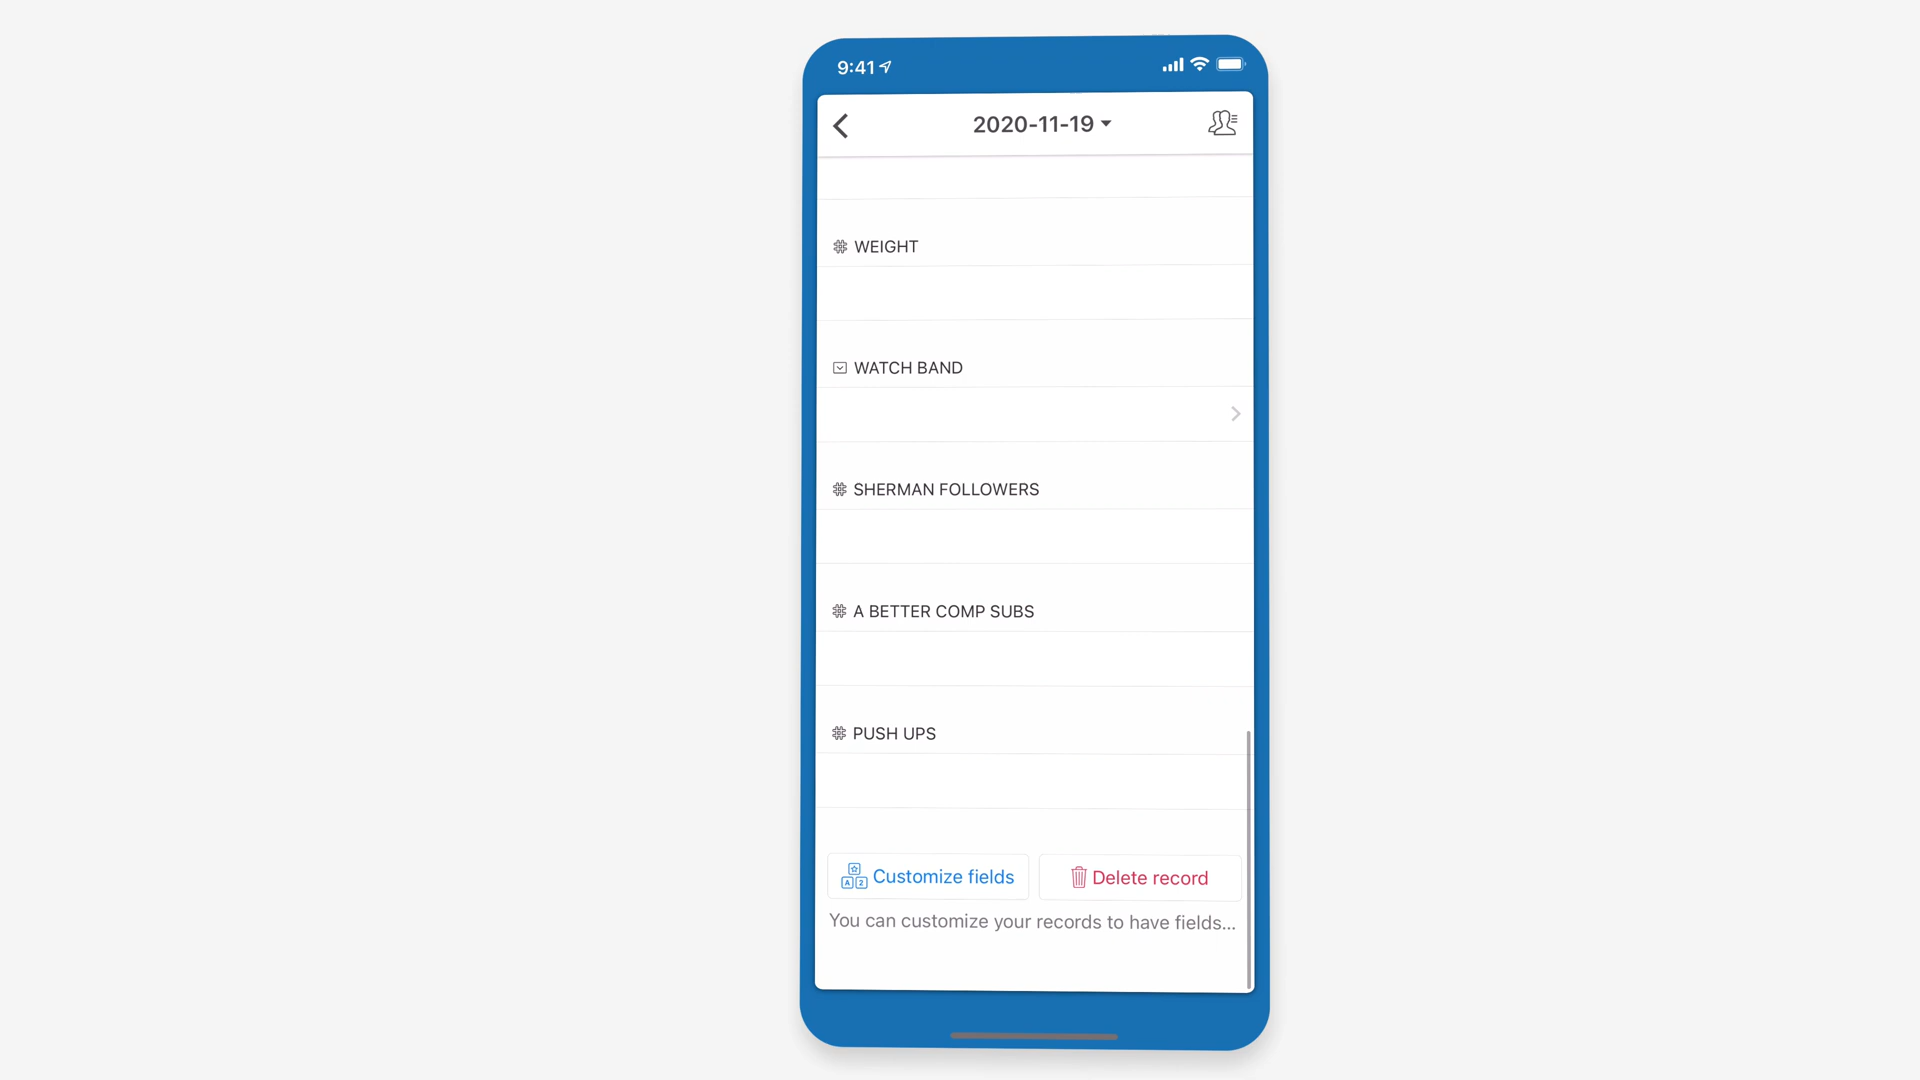 9:41
2020-11-19
WEIGHT
WATCH BAND
SHERMAN FOLLOWERS
A BETTER COMP SUBS
PUSH UPS
Customize fields
Delete record
You can customize your records to have fields...